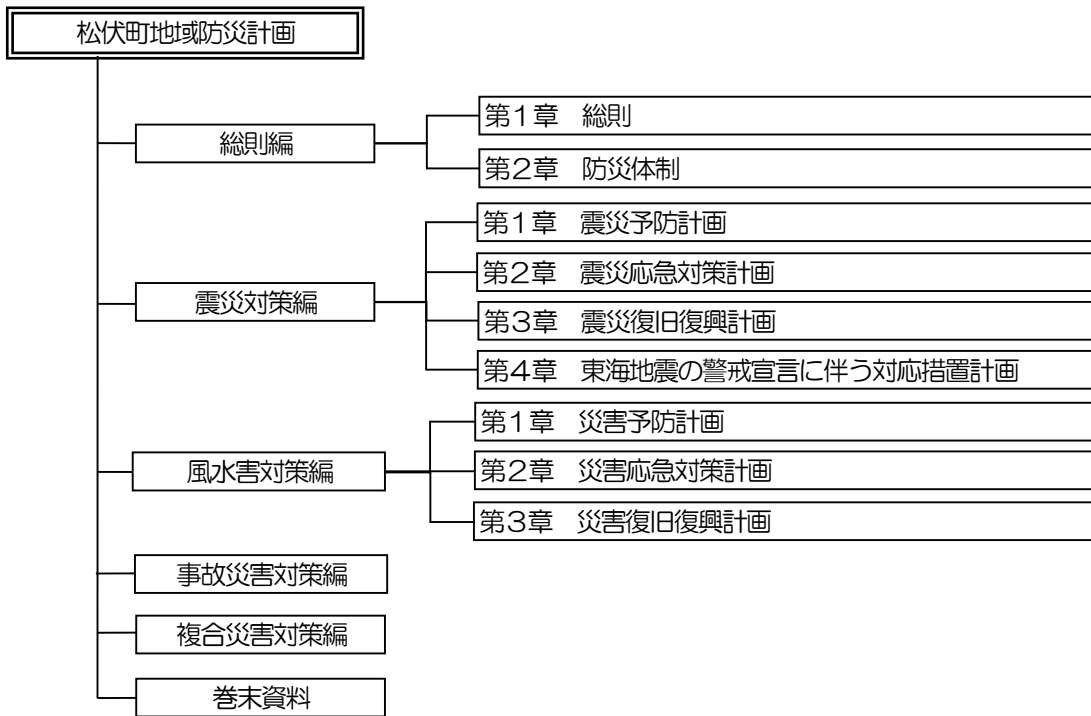 松伏町地域防災計画
総則編
第1章　総則
第2章　防災体制
震災対策編
第1章　震災予防計画
第2章　震災応急対策計画
第3章　震災復旧復興計画
第4章　東海地震の警戒宣言に伴う対応措置計画
風水害対策編
第1章　災害予防計画
第2章　災害応急対策計画
第3章　災害復旧復興計画
事故災害対策編
複合災害対策編
巻末資料